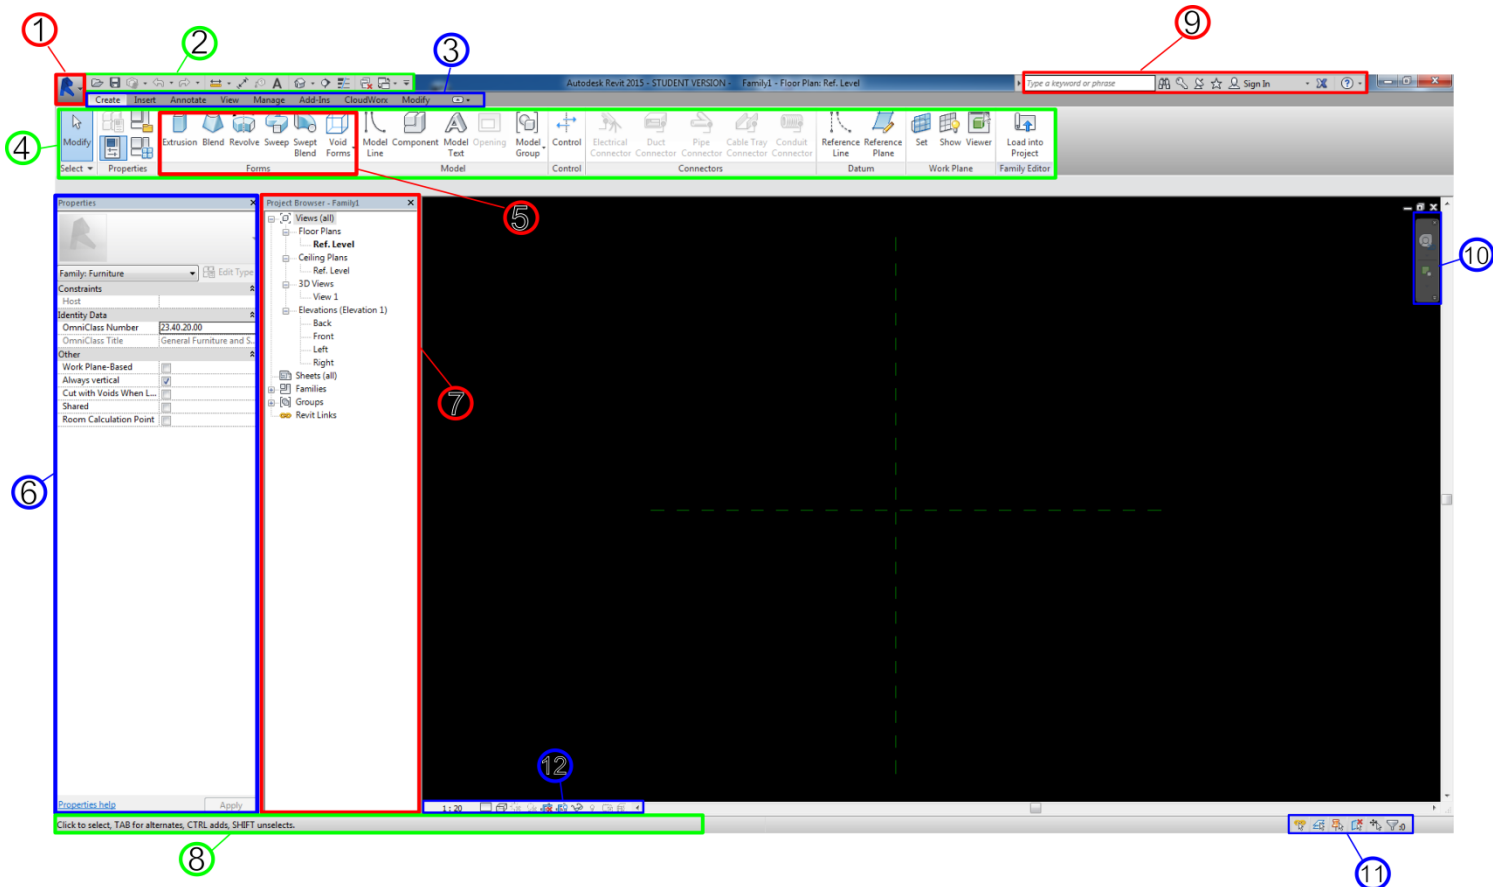 1
2
3
9
Autodesk Revit 2015 - STUDENT VERSION - Family1 - Floor Plan: Ref. Level
Type a keyword or phrase
Sign In
Create Insert Annotate View Manage Add-Ins CloudWorx Modify
4
Modify
Extrusion Blend Revolve Sweep Swept Blend Void Forms
Model Line Component Model Text Opening Model Group
Control
Electrical Connector Duct Connector Pipe Connector Cable Tray Connector Conduit Connector
Reference Line Reference Plane
Set Show Viewer
Load into Project
Select Properties Forms Model Control Connectors Datum Work Plane Family Editor
5
Properties
Family: Furniture
Edit Type
Constraints
Host
Identity Data
OmniClass Number 23.40.20.00
OmniClass Title General Furniture and S...
Other
Work Plane-Based
Always vertical
Cut with Voids When L...
Shared
Room Calculation Point
6
Properties help
Apply
Project Browser - Family1
Views (all)
Floor Plans
Ref. Level
Ceiling Plans
Ref. Level
3D Views
View 1
Elevations (Elevation 1)
Back
Front
Left
Right
Sheets (all)
Families
Groups
Revit Links
7
10
12
1 : 20
Click to select, TAB for alternates, CTRL adds, SHIFT unselects.
:0
8
11